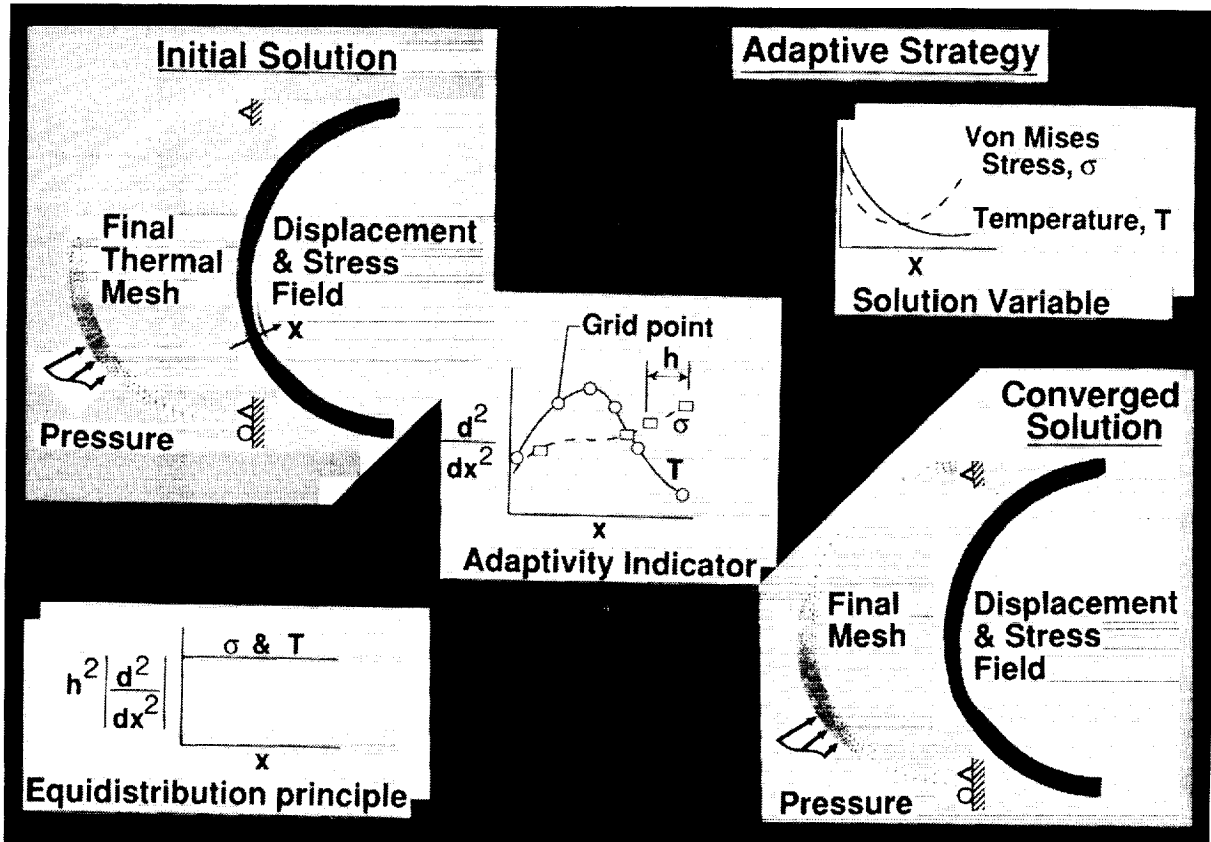 Initial Solution
Final
Thermal
Mesh
Displacement
& Stress
Field
x
Pressure
Adaptive Strategy
Von Mises
Stress, σ
Temperature, T
x
Solution Variable
Grid point
h
d²
dx²
σ
T
x
Adaptivity Indicator
Converged
Solution
Final
Mesh
Displacement
& Stress
Field
Pressure
σ & T
h² | d² |
dx²
x
Equidistribution principle